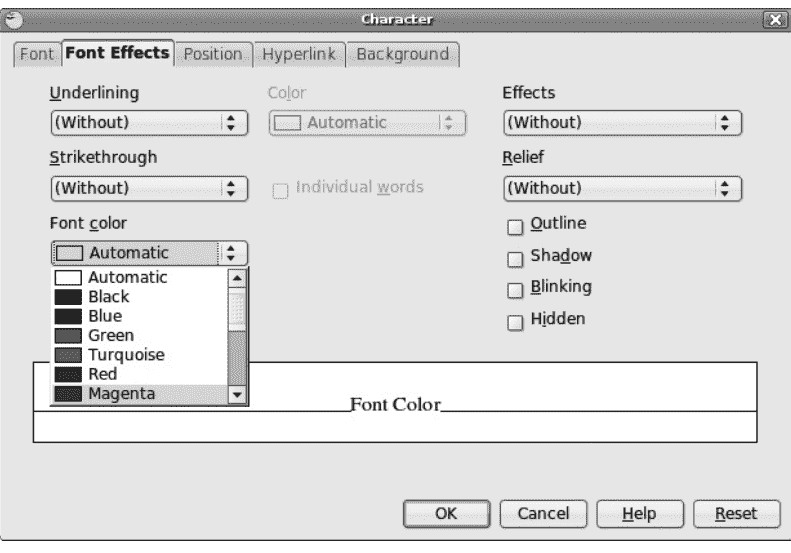 Character
Font Font Effects Position Hyperlink Background
Underlining Color Effects
(Without) Automatic (Without)
Strikethrough Relief
(Without) Individual words (Without)
Font color Outline
Automatic Shadow
Automatic
Black Blinking
Blue Hidden
Green
Turquoise
Red
Magenta
Font Color
OK Cancel Help Reset